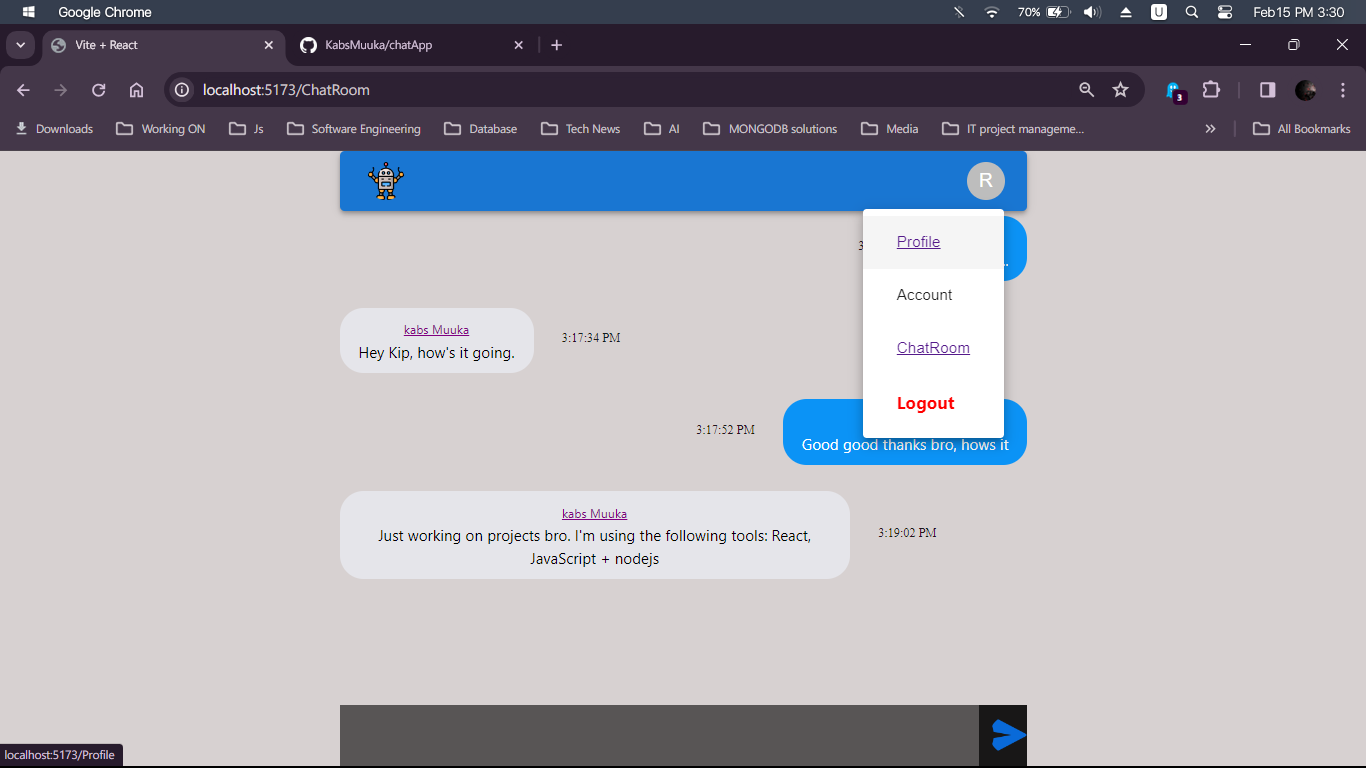 Google Chrome
70%
U
Feb15 PM 3:30
Vite + React
KabsMuuka/chatApp
localhost:5173/ChatRoom
3
Downloads
Working ON
Js
Software Engineering
Database
Tech News
AI
MONGODB solutions
Media
IT project manageme...
All Bookmarks
R
3
Profile
Account
ChatRoom
Logout
kabs Muuka
Hey Kip, how's it going.
3:17:34 PM
3:17:52 PM
Good good thanks bro, hows it
kabs Muuka
Just working on projects bro. I'm using the following tools: React,
JavaScript + nodejs
3:19:02 PM
localhost:5173/Profile